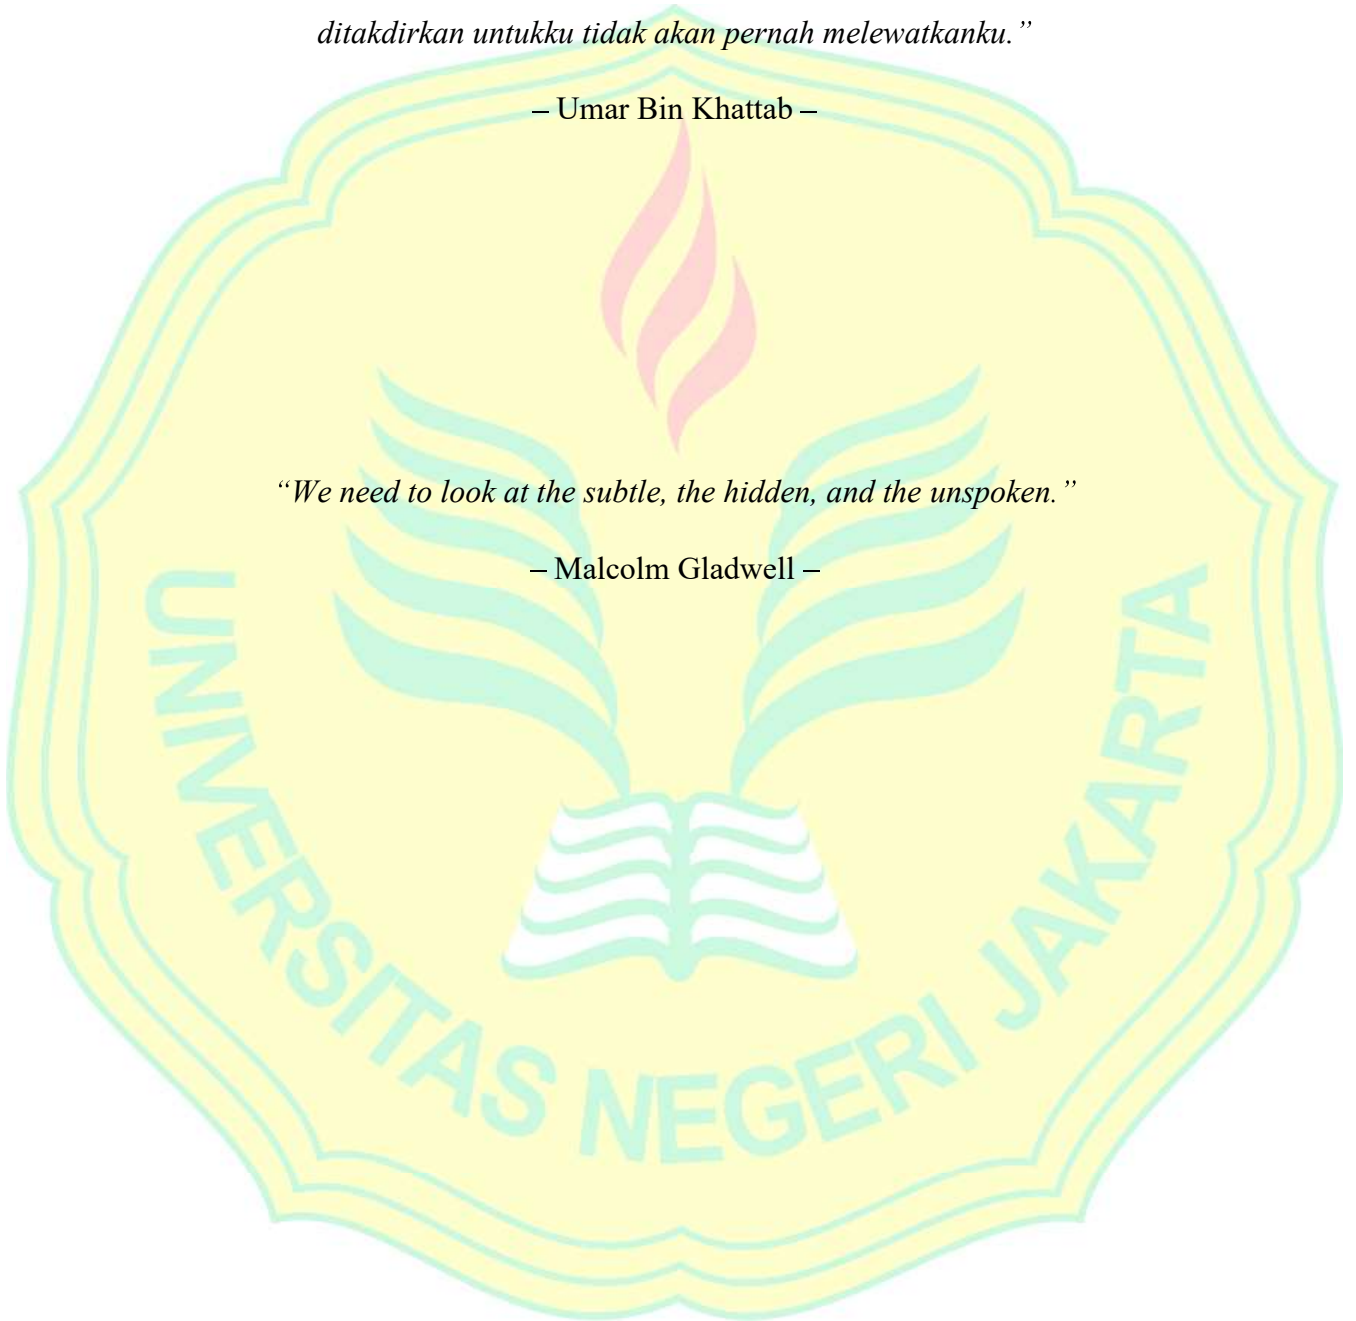 ditakdirkan untukku tidak akan pernah melewatkanku.”
– Umar Bin Khattab –
“We need to look at the subtle, the hidden, and the unspoken.”
– Malcolm Gladwell –
UNIVERSITAS NEGERI JAKARTA